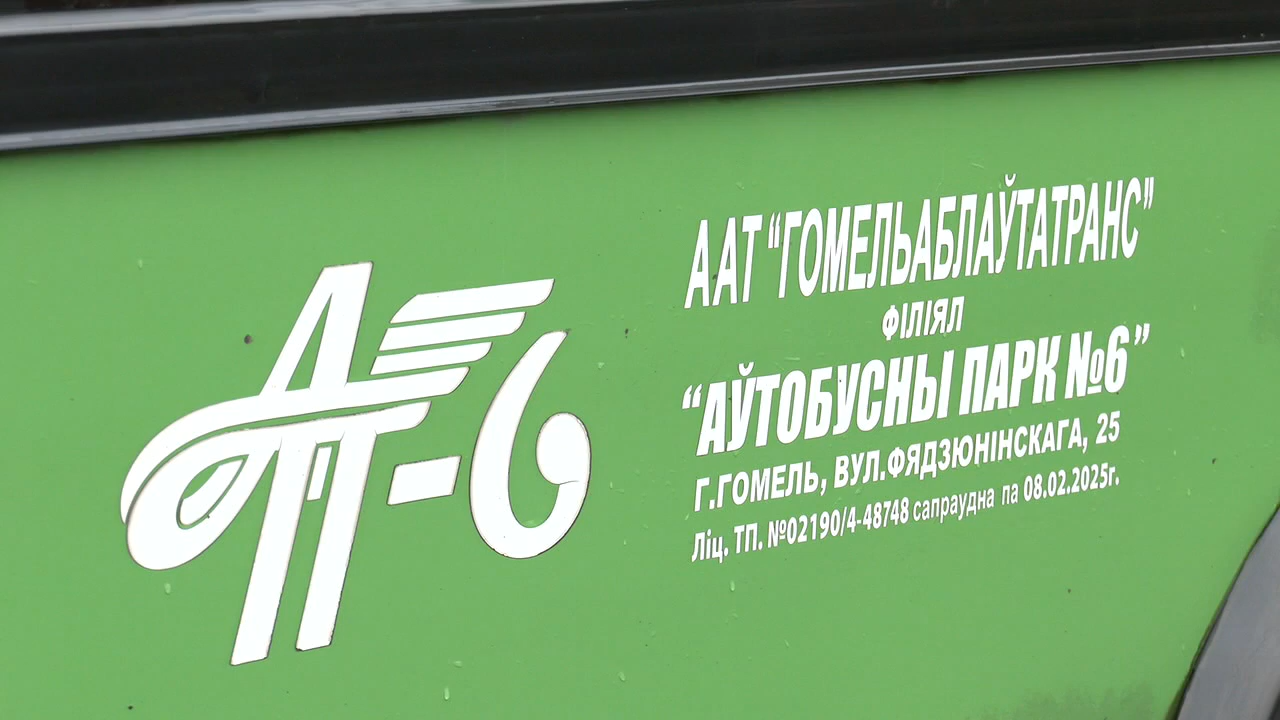 АП-6
ААТ “ГОМЕЛЬАБЛАЎТАТРАНС”
ФІЛІЯЛ
“АЎТОБУСНЫ ПАРК №6”
Г.ГОМЕЛЬ, ВУЛ.ФЯДЗЮНІНСКАГА, 25
Ліц. ТП. №02190/4-48748 сапраудна па 08.02.2025г.